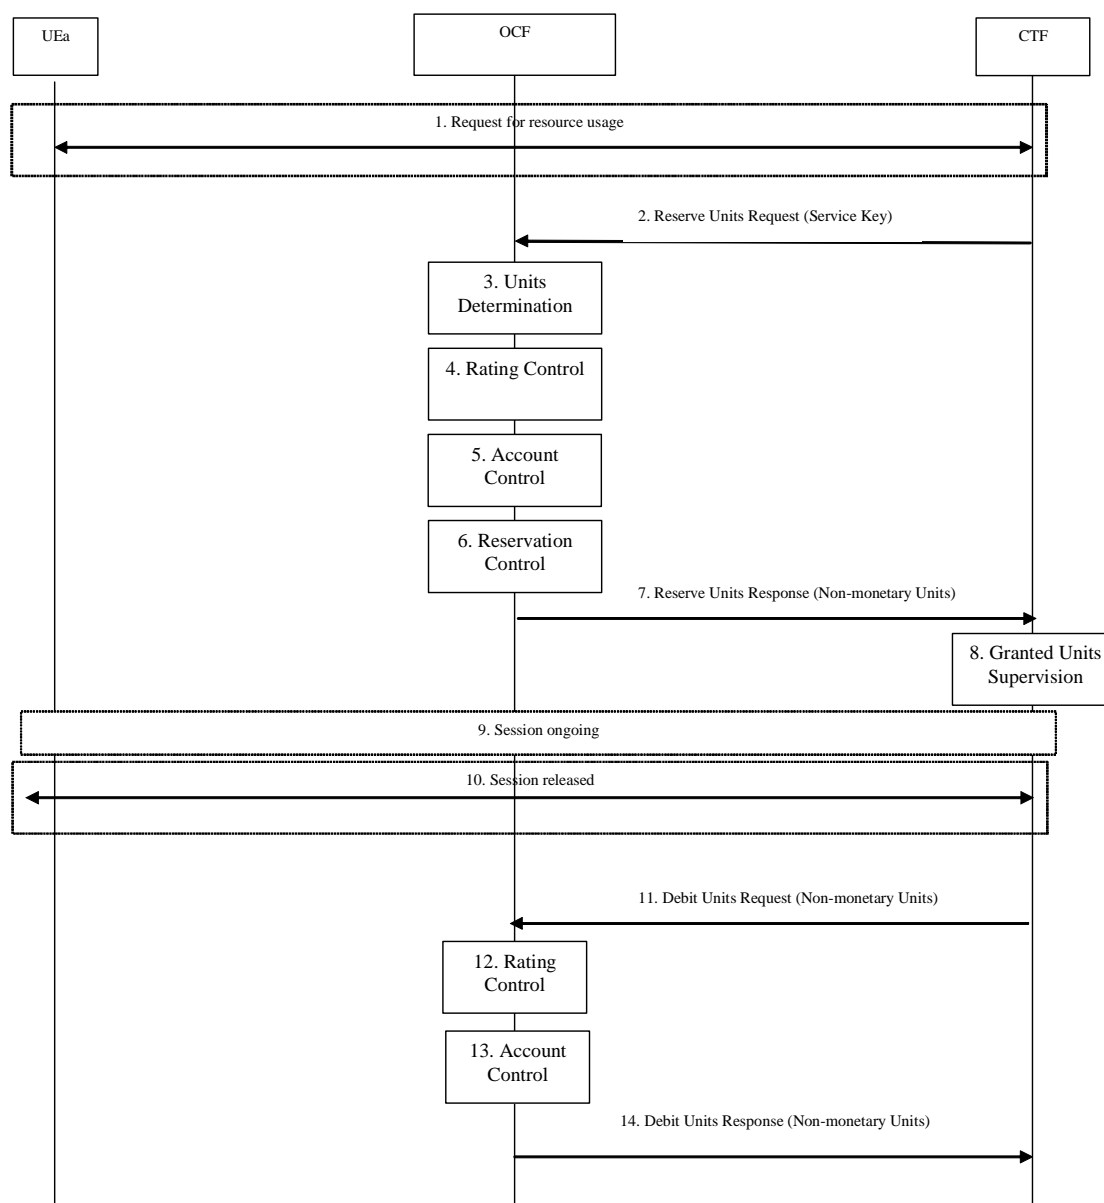 UEa
OCF
CTF
1. Request for resource usage
2. Reserve Units Request (Service Key)
3. Units
Determination
4. Rating Control
5. Account
Control
6. Reservation
Control
7. Reserve Units Response (Non-monetary Units)
8. Granted Units
Supervision
9. Session ongoing
10. Session released
11. Debit Units Request (Non-monetary Units)
12. Rating
Control
13. Account
Control
14. Debit Units Response (Non-monetary Units)